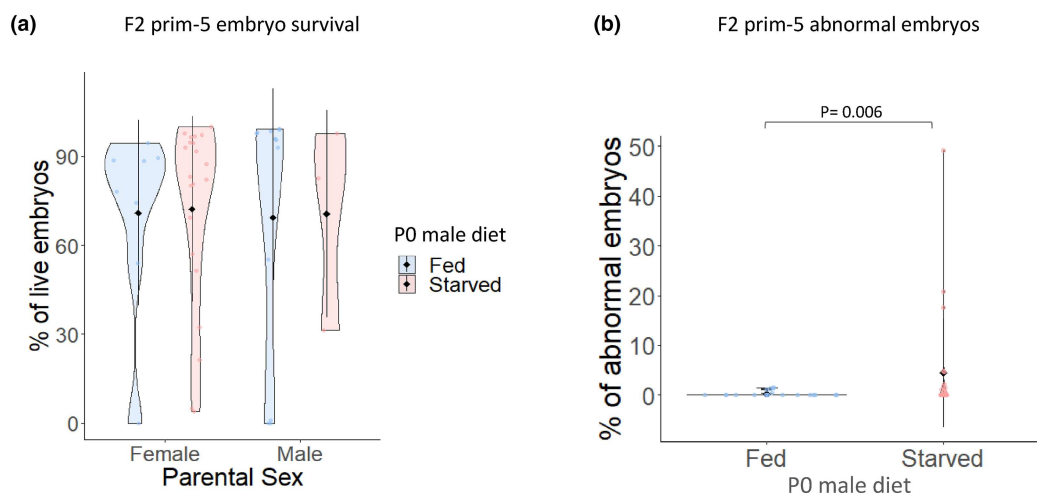 (a) F2 prim-5 embryo survival
% of live embryos
90
60
30
0
Female Male
Parental Sex
P0 male diet
Fed
Starved
(b) F2 prim-5 abnormal embryos
P= 0.006
% of abnormal embryos
50
40
30
20
10
0
Fed Starved
P0 male diet